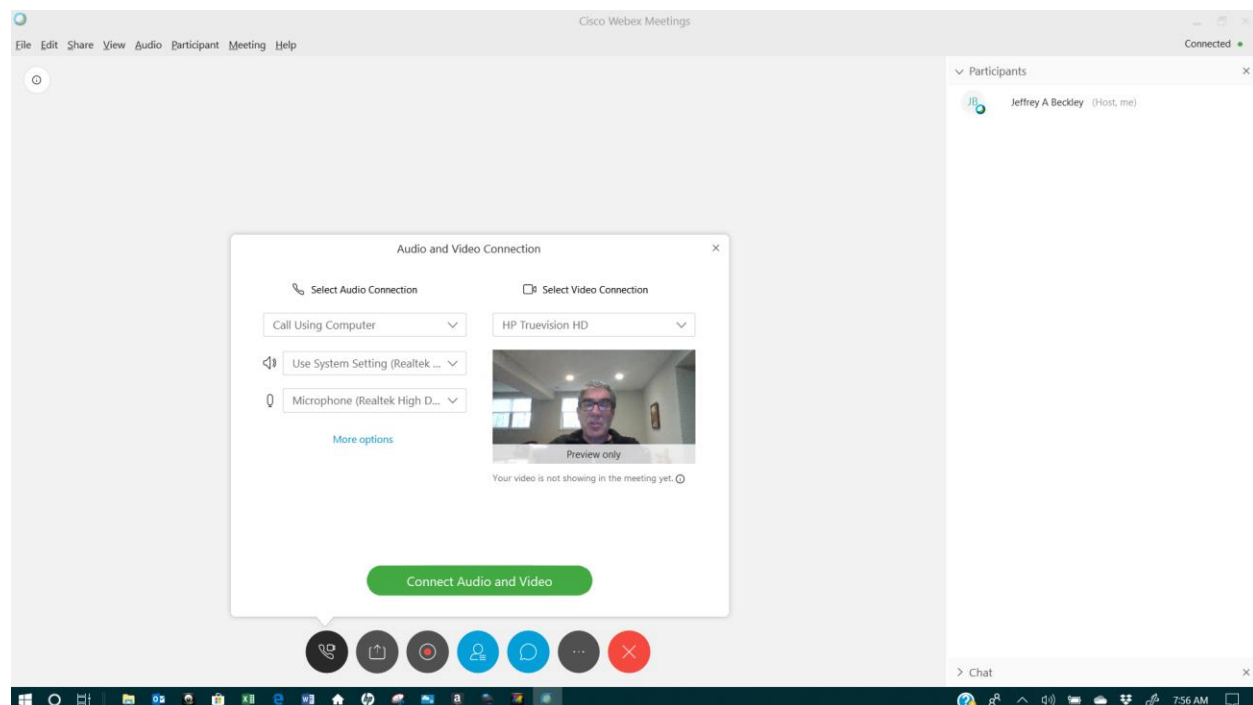 Cisco Webex Meetings
File Edit Share View Audio Participant Meeting Help
Connected
Participants
JB
Jeffrey A Beckley (Host, me)
Audio and Video Connection
Select Audio Connection
Select Video Connection
Call Using Computer
HP Truevision HD
Use System Setting (Realtek ...
Microphone (Realtek High D...
More options
Preview only
Your video is not showing in the meeting yet.
Connect Audio and Video
Chat
7:56 AM